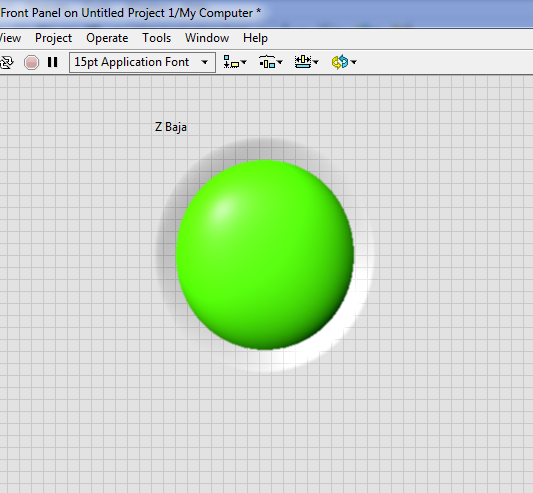 Front Panel on Untitled Project 1/My Computer *
View Project Operate Tools Window Help
15pt Application Font
Z Baja